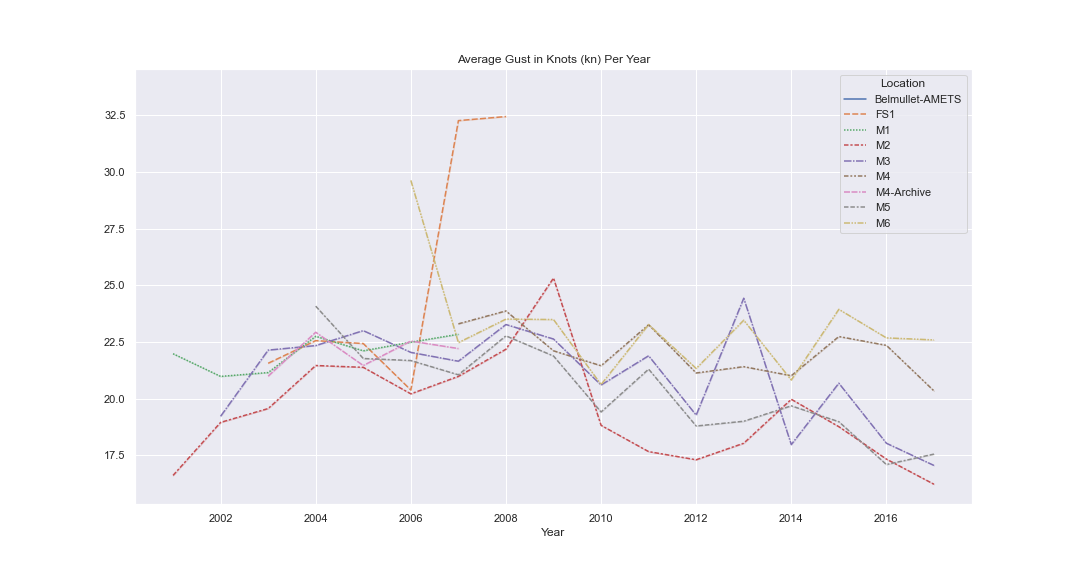 Average Gust in Knots (kn) Per Year
Location
Belmullet-AMETS
FS1
M1
M2
M3
M4
M4-Archive
M5
M6
32.5
30.0
27.5
25.0
22.5
20.0
17.5
2002 2004 2006 2008 2010 2012 2014 2016
Year